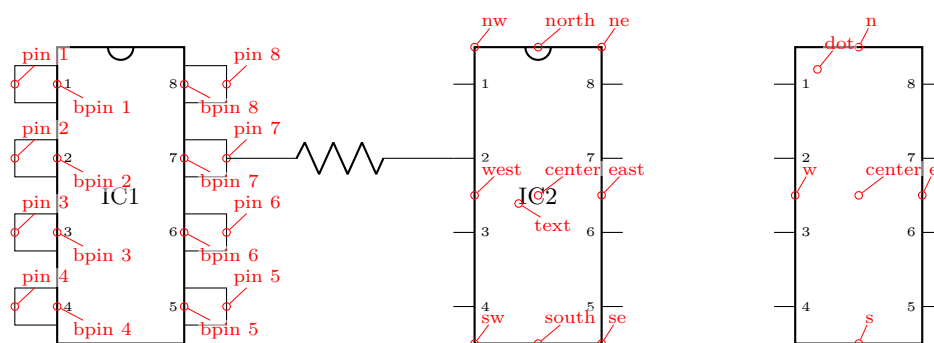 nw north ne n
pin 1 pin 8 dot
1 8 1 8 1 8
bpin 1 bpin 8
pin 2 pin 7
2 7 2 7 2 7
bpin 2 bpin 7 west center east w center e
IC1 IC2
pin 3 pin 6 text
3 6 3 6 3 6
bpin 3 bpin 6
pin 4 pin 5
4 5 4 5 4 5
bpin 4 bpin 5 sw south se s